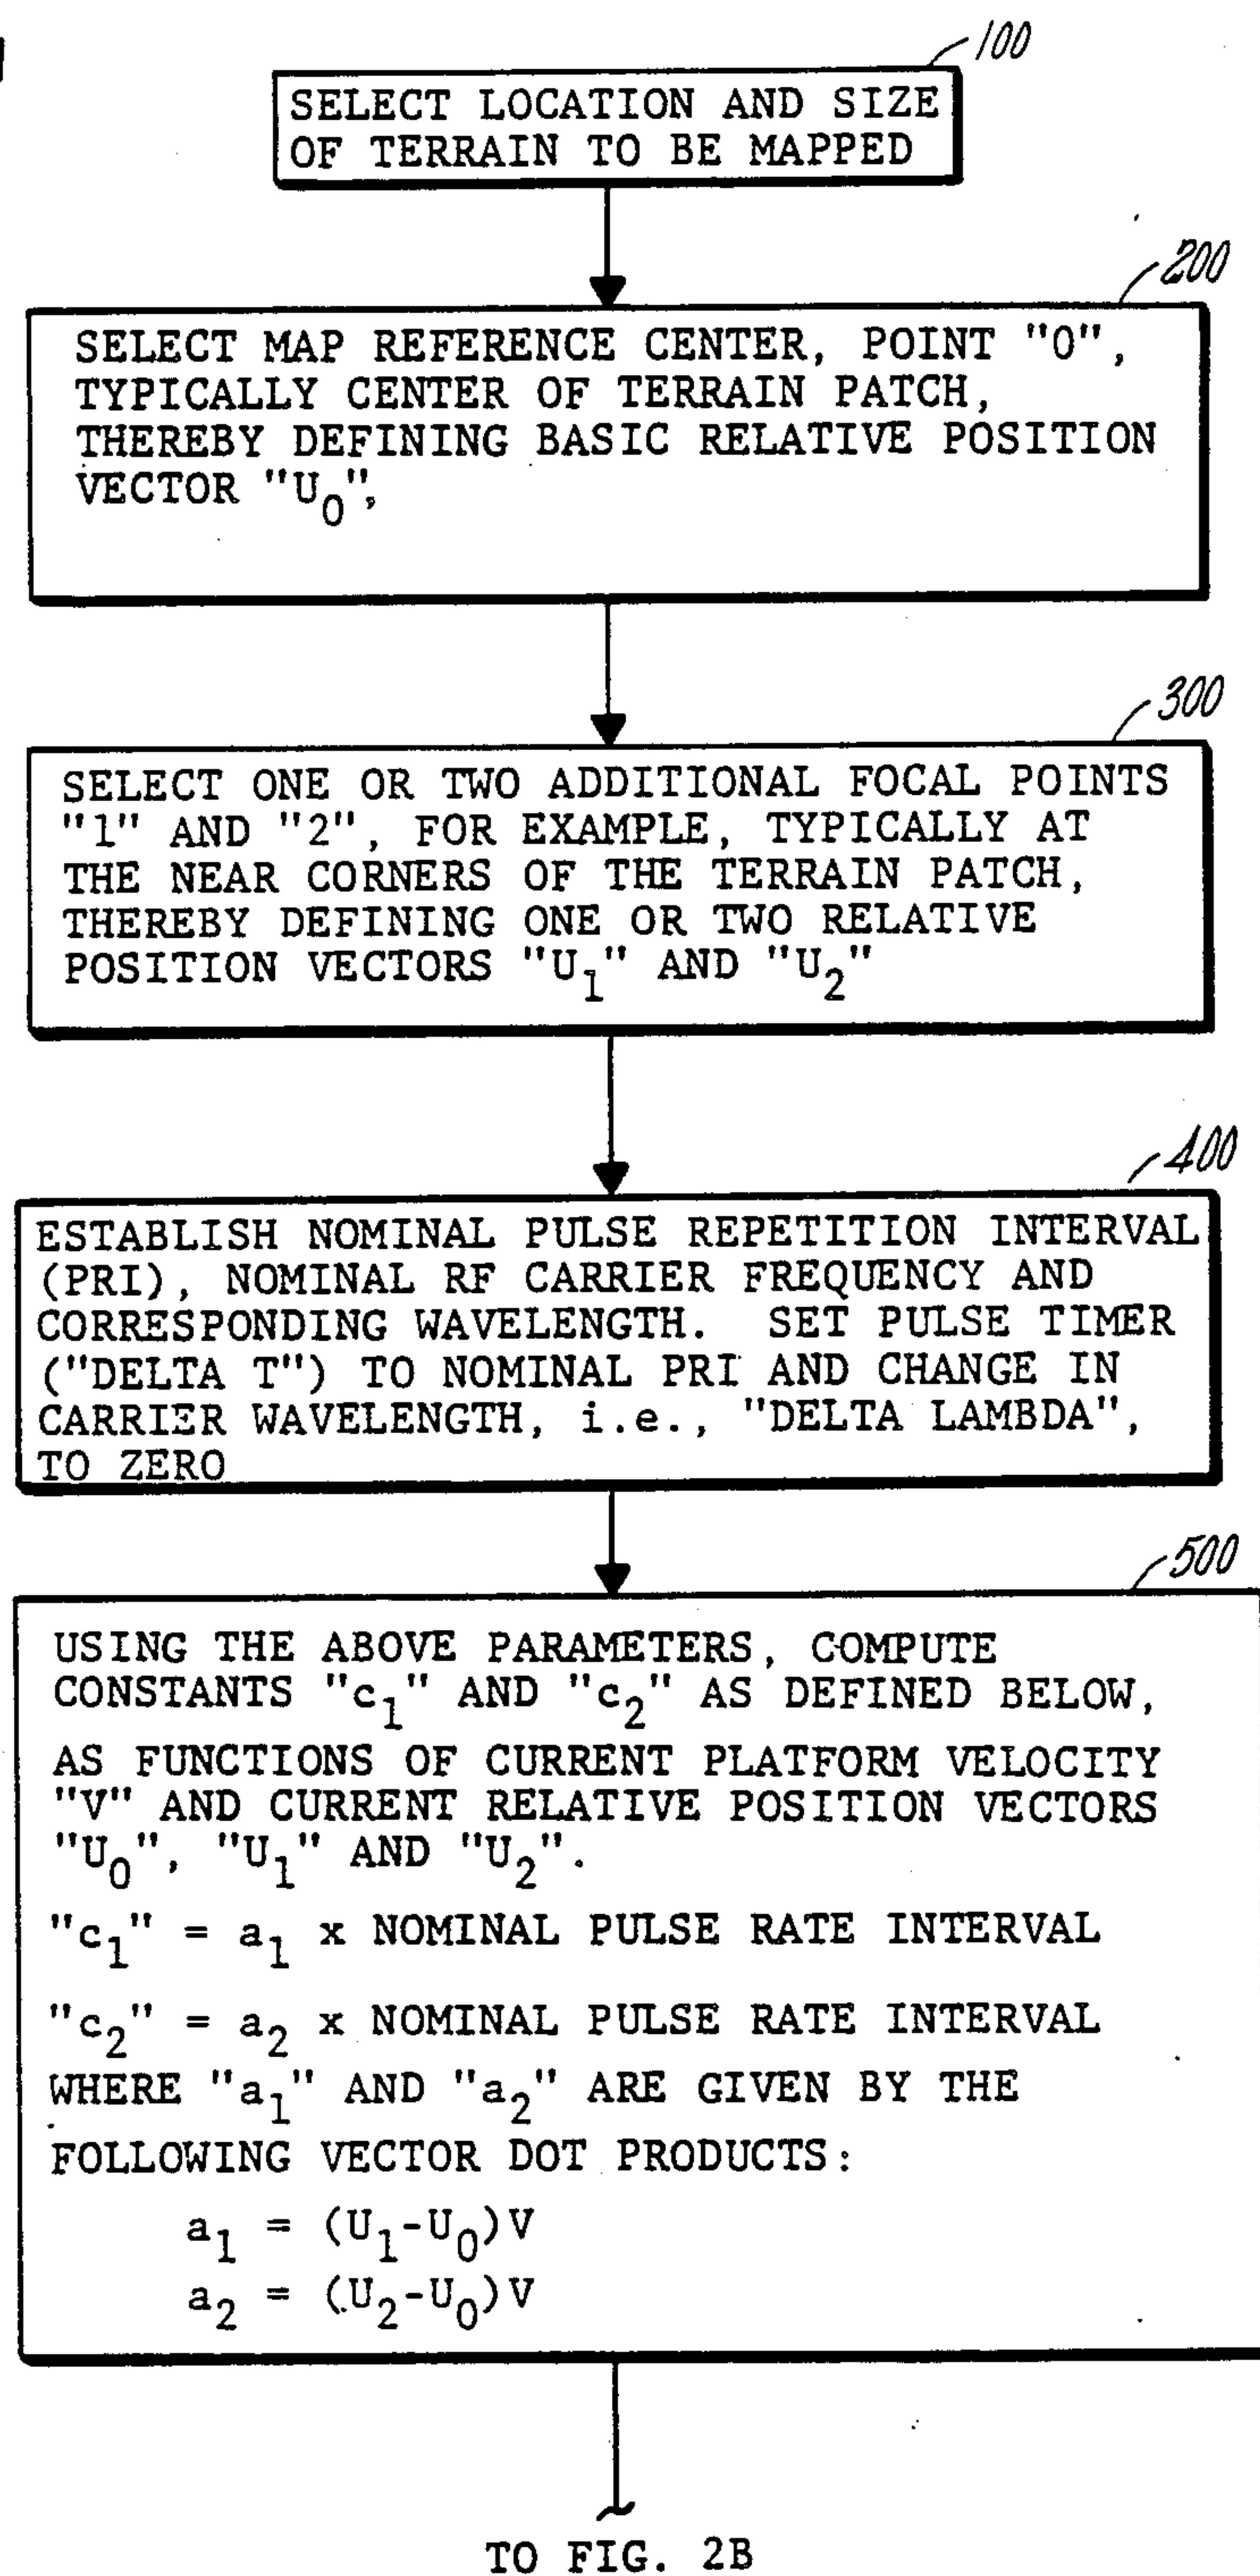 100
SELECT LOCATION AND SIZE
OF TERRAIN TO BE MAPPED
200
SELECT MAP REFERENCE CENTER, POINT "0",
TYPICALLY CENTER OF TERRAIN PATCH,
THEREBY DEFINING BASIC RELATIVE POSITION
VECTOR "U₀",
300
SELECT ONE OR TWO ADDITIONAL FOCAL POINTS
"1" AND "2", FOR EXAMPLE, TYPICALLY AT
THE NEAR CORNERS OF THE TERRAIN PATCH,
THEREBY DEFINING ONE OR TWO RELATIVE
POSITION VECTORS "U₁" AND "U₂"
400
ESTABLISH NOMINAL PULSE REPETITION INTERVAL
(PRI), NOMINAL RF CARRIER FREQUENCY AND
CORRESPONDING WAVELENGTH. SET PULSE TIMER
("DELTA T") TO NOMINAL PRI AND CHANGE IN
CARRIER WAVELENGTH, i.e., "DELTA LAMBDA",
TO ZERO
500
USING THE ABOVE PARAMETERS, COMPUTE
CONSTANTS "c₁" AND "c₂" AS DEFINED BELOW,
AS FUNCTIONS OF CURRENT PLATFORM VELOCITY
"V" AND CURRENT RELATIVE POSITION VECTORS
"U₀", "U₁" AND "U₂".
"c₁" = a₁ x NOMINAL PULSE RATE INTERVAL
"c₂" = a₂ x NOMINAL PULSE RATE INTERVAL
WHERE "a₁" AND "a₂" ARE GIVEN BY THE
FOLLOWING VECTOR DOT PRODUCTS:
a₁ = (U₁-U₀)V
a₂ = (U₂-U₀)V
TO FIG. 2B